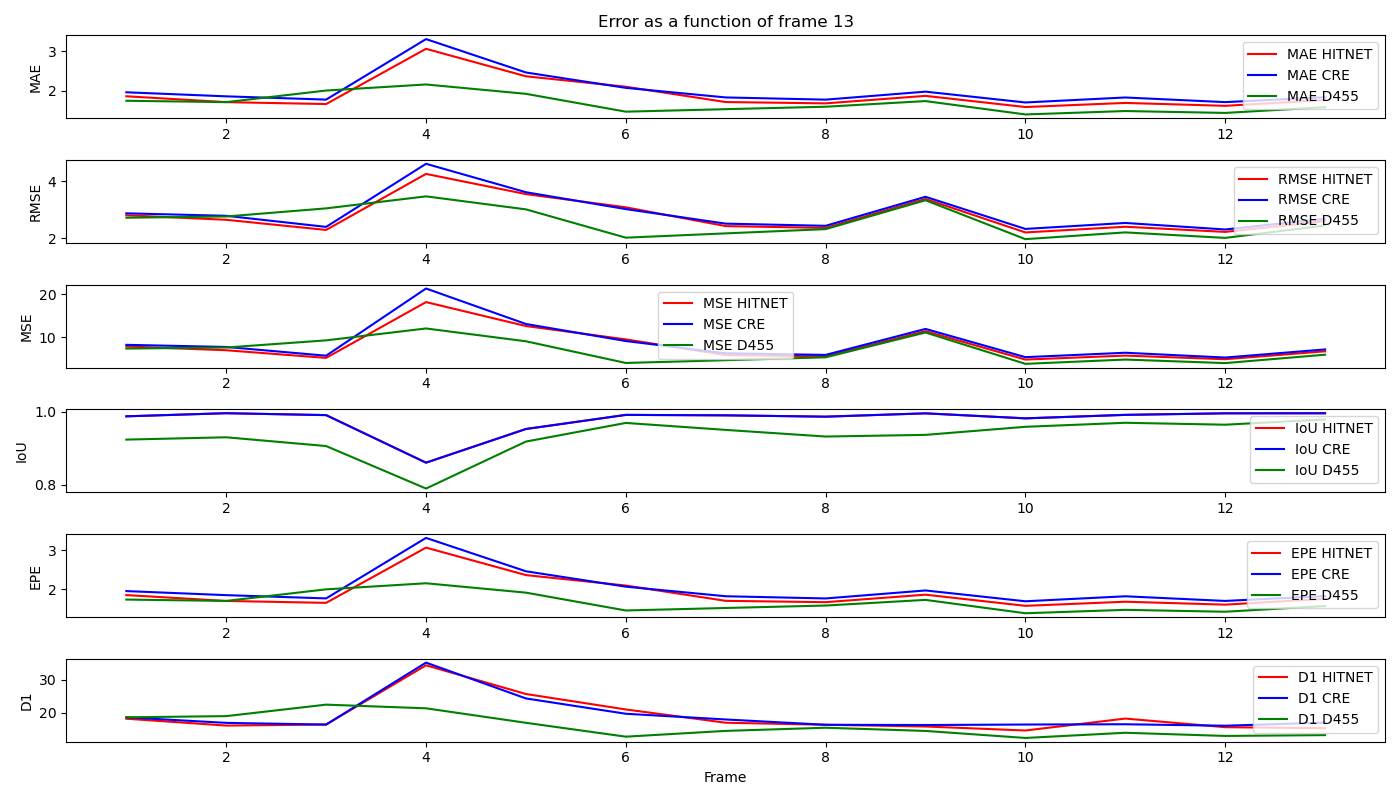 Error as a function of frame 13
MAE
3
2
MAE HITNET
MAE CRE
MAE D455
2 4 6 8 10 12
RMSE
4
2
RMSE HITNET
RMSE CRE
RMSE D455
2 4 6 8 10 12
MSE
20
10
MSE HITNET
MSE CRE
MSE D455
2 4 6 8 10 12
IoU
1.0
0.8
IoU HITNET
IoU CRE
IoU D455
2 4 6 8 10 12
EPE
3
2
EPE HITNET
EPE CRE
EPE D455
2 4 6 8 10 12
D1
30
20
D1 HITNET
D1 CRE
D1 D455
2 4 6 8 10 12
Frame